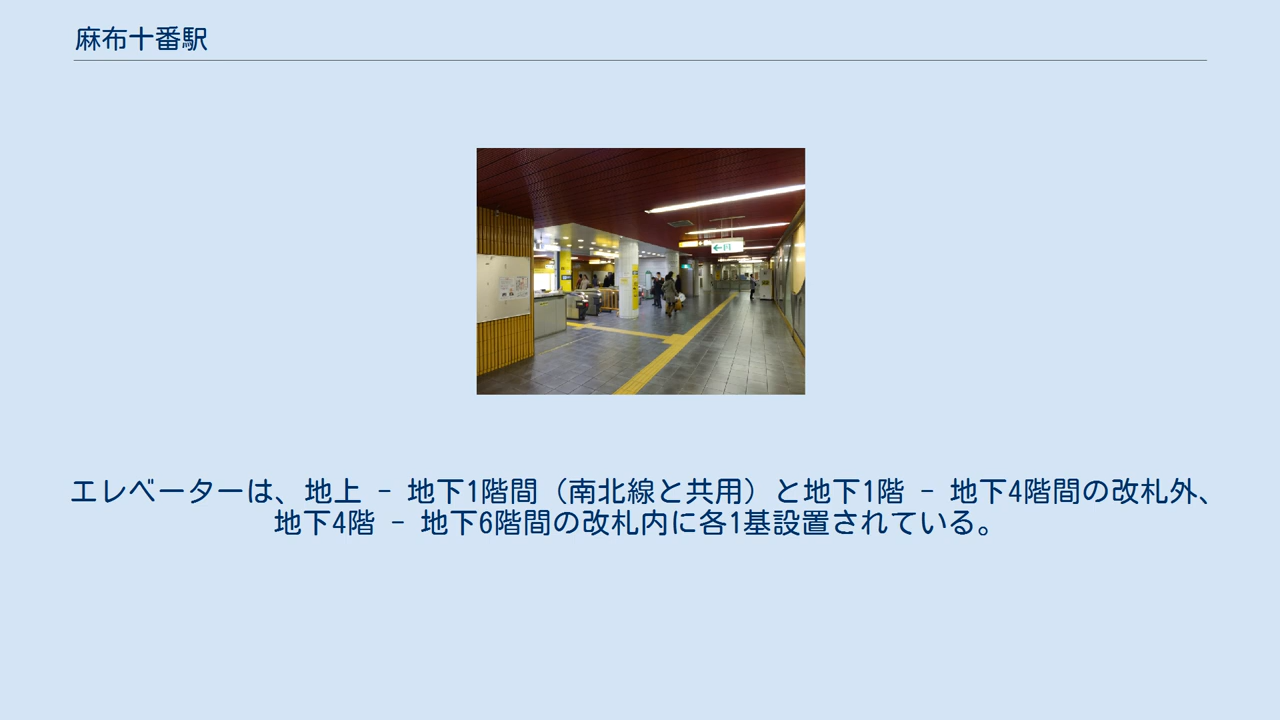 麻布十番駅
エレベーターは、地上 － 地下1階間（南北線と共用）と地下1階 － 地下4階間の改札外、
地下4階 － 地下6階間の改札内に各1基設置されている。